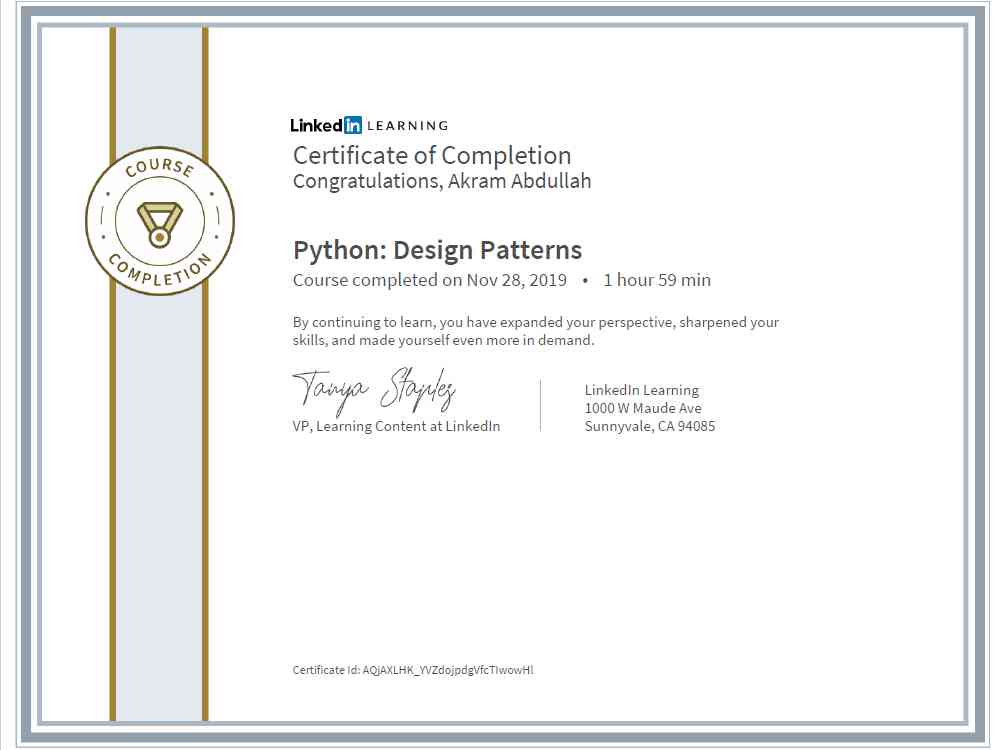 COURSE
COMPLETION
Linked in LEARNING
Certificate of Completion
Congratulations, Akram Abdullah
Python: Design Patterns
Course completed on Nov 28, 2019 • 1 hour 59 min
By continuing to learn, you have expanded your perspective, sharpened your
skills, and made yourself even more in demand.
Tanya Staples
VP, Learning Content at LinkedIn
LinkedIn Learning
1000 W Maude Ave
Sunnyvale, CA 94085
Certificate Id: AQjAXLHK_YVZdojpdgVfcTIwowHl